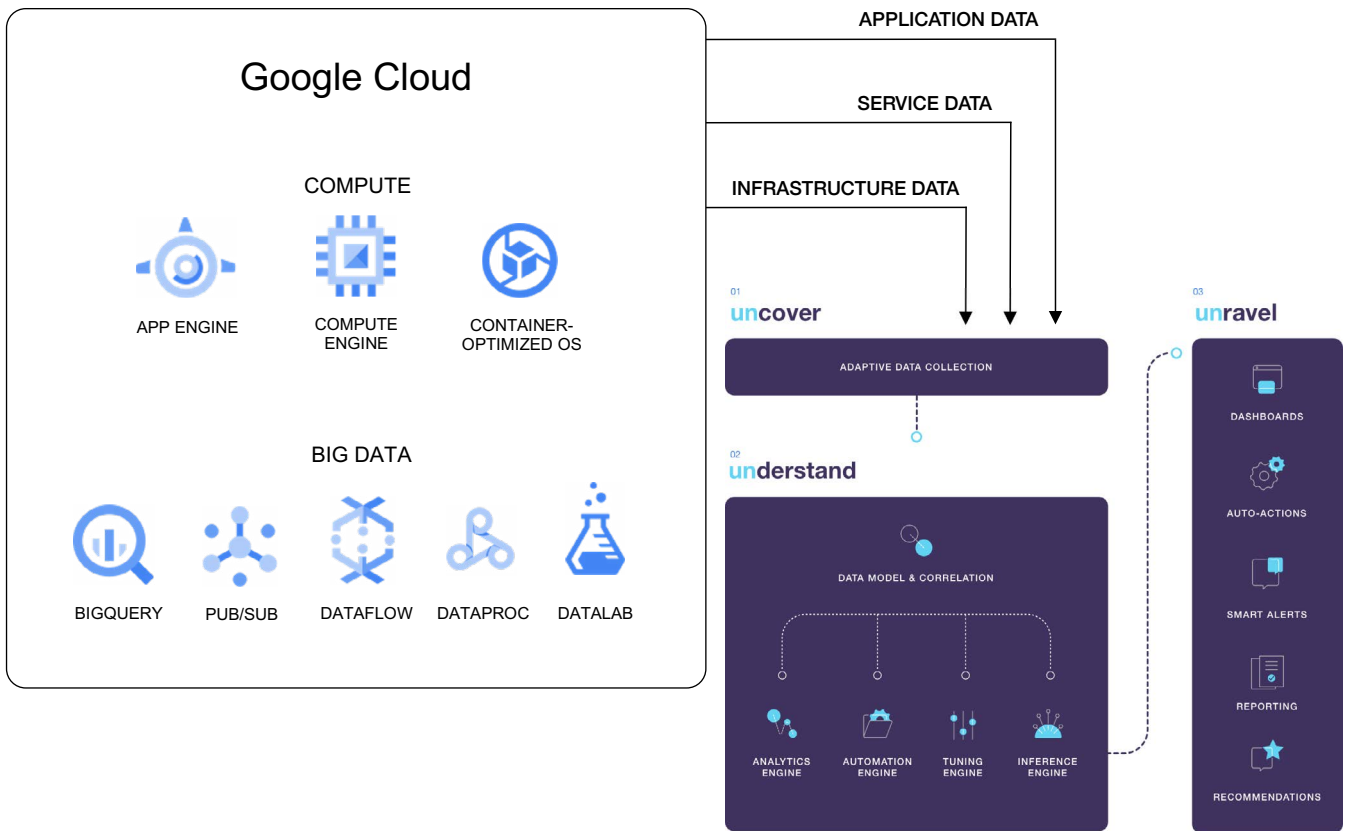 APPLICATION DATA
Google Cloud
SERVICE DATA
COMPUTE
INFRASTRUCTURE DATA
APP ENGINE
COMPUTE
ENGINE
CONTAINER-
OPTIMIZED OS
BIG DATA
BIGQUERY
PUB/SUB
DATAFLOW
DATAPROC
DATALAB
01
uncover
ADAPTIVE DATA COLLECTION
02
understand
DATA MODEL & CORRELATION
ANALYTICS
ENGINE
AUTOMATION
ENGINE
TUNING
ENGINE
INFERENCE
ENGINE
03
unravel
DASHBOARDS
AUTO-ACTIONS
SMART ALERTS
REPORTING
RECOMMENDATIONS